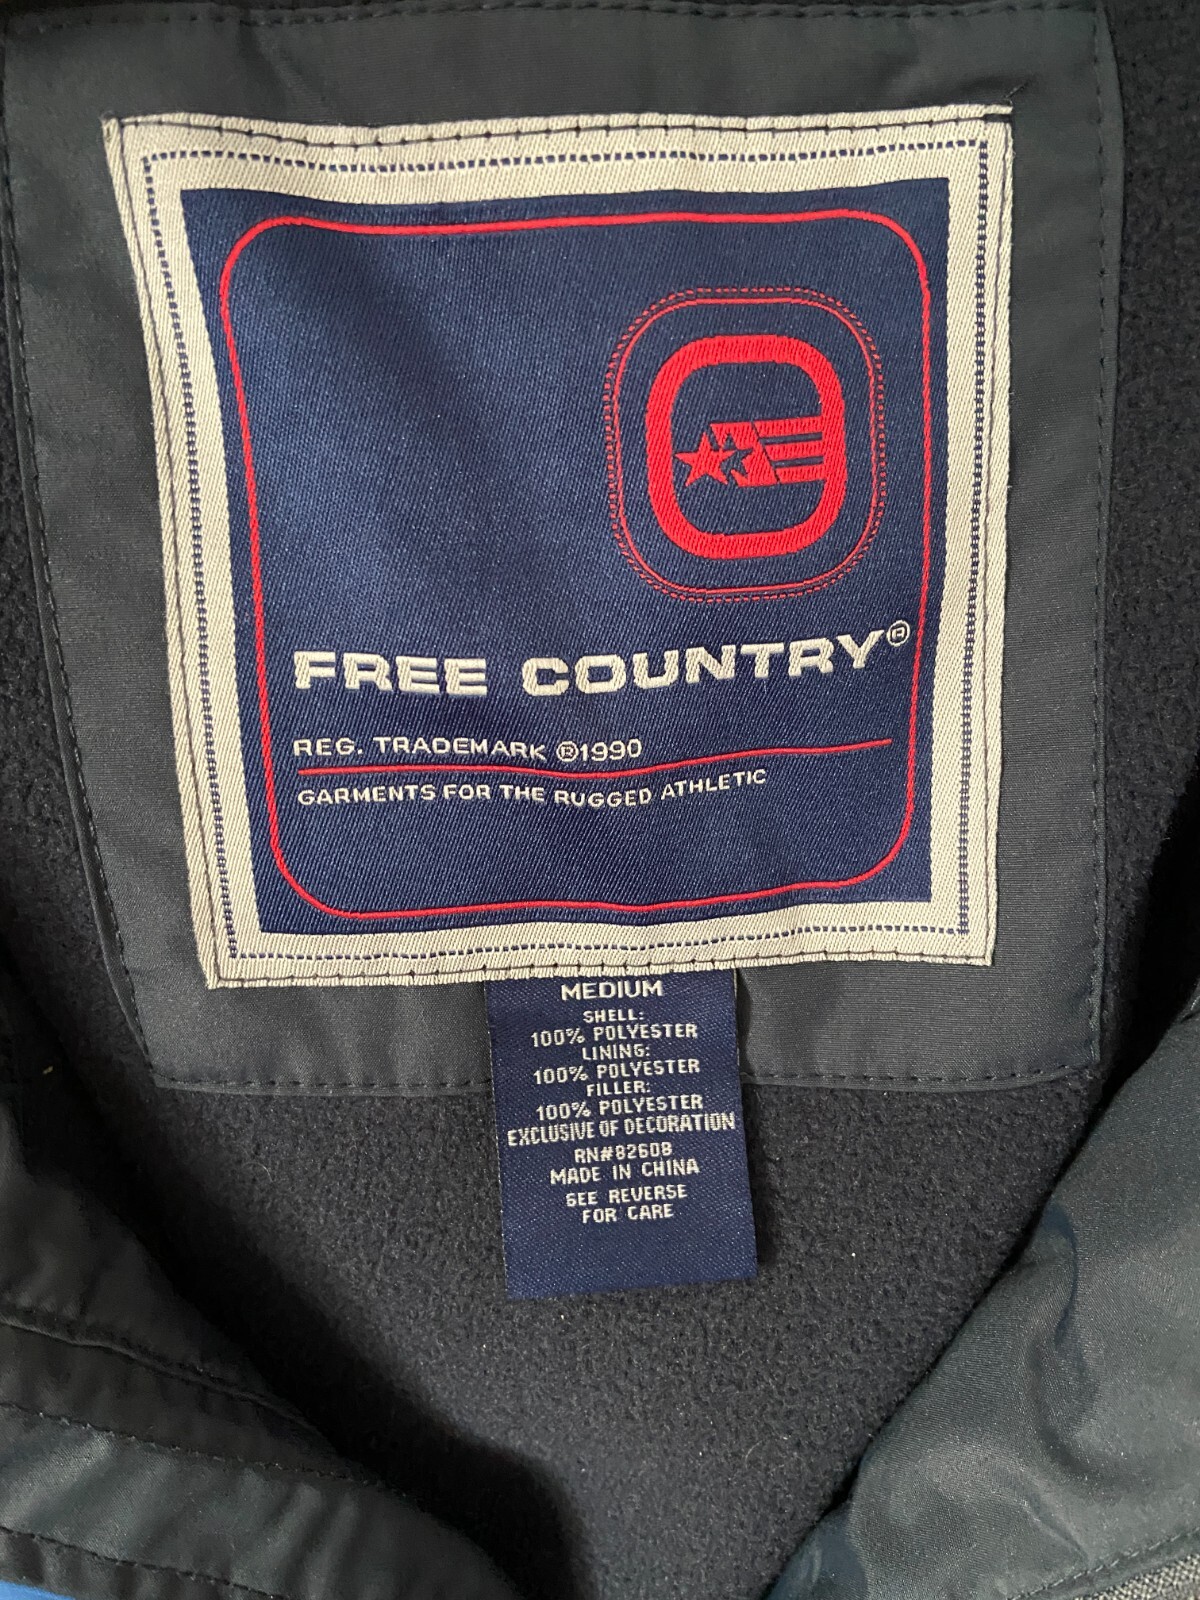 FREE COUNTRY®
REG. TRADEMARK ®1990
GARMENTS FOR THE RUGGED ATHLETIC
MEDIUM
SHELL:
100% POLYESTER
LINING:
100% POLYESTER
FILLER:
100% POLYESTER
EXCLUSIVE OF DECORATION
RN#82608
MADE IN CHINA
SEE REVERSE
FOR CARE